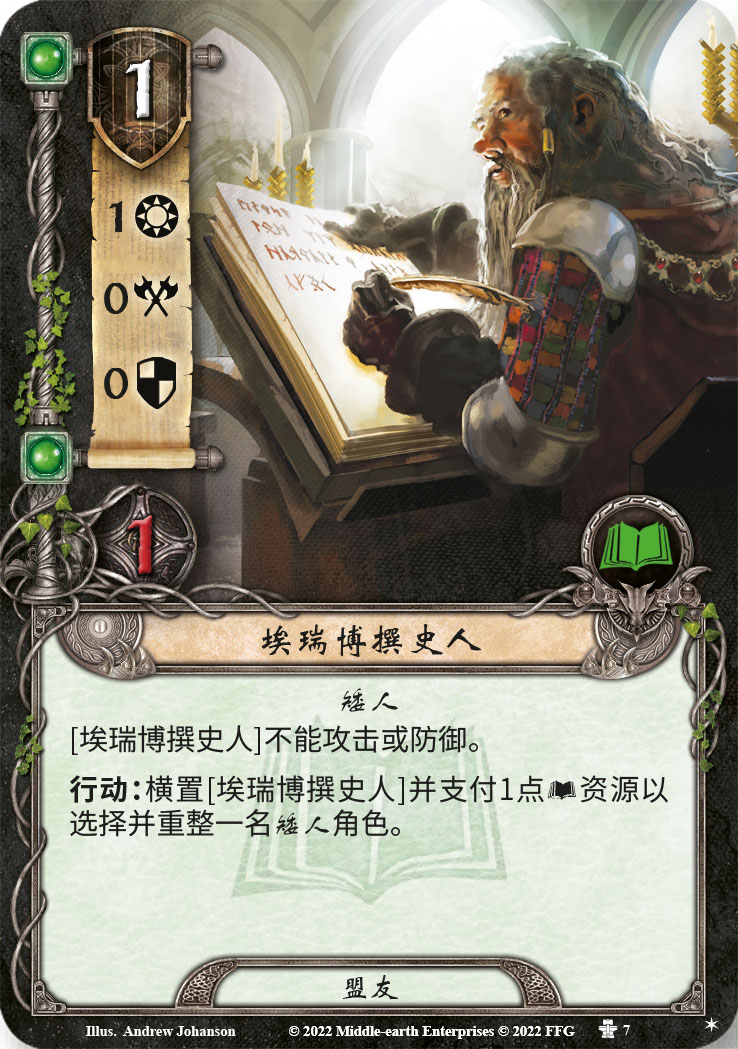 1
1
0
0
1
埃瑞博撰史人
矮人
[埃瑞博撰史人]不能攻击或防御。
行动：横置[埃瑞博撰史人]并支付1点资源以
选择并重整一名矮人角色。
盟友
Illus. Andrew Johanson © 2022 Middle-earth Enterprises © 2022 FFG 7